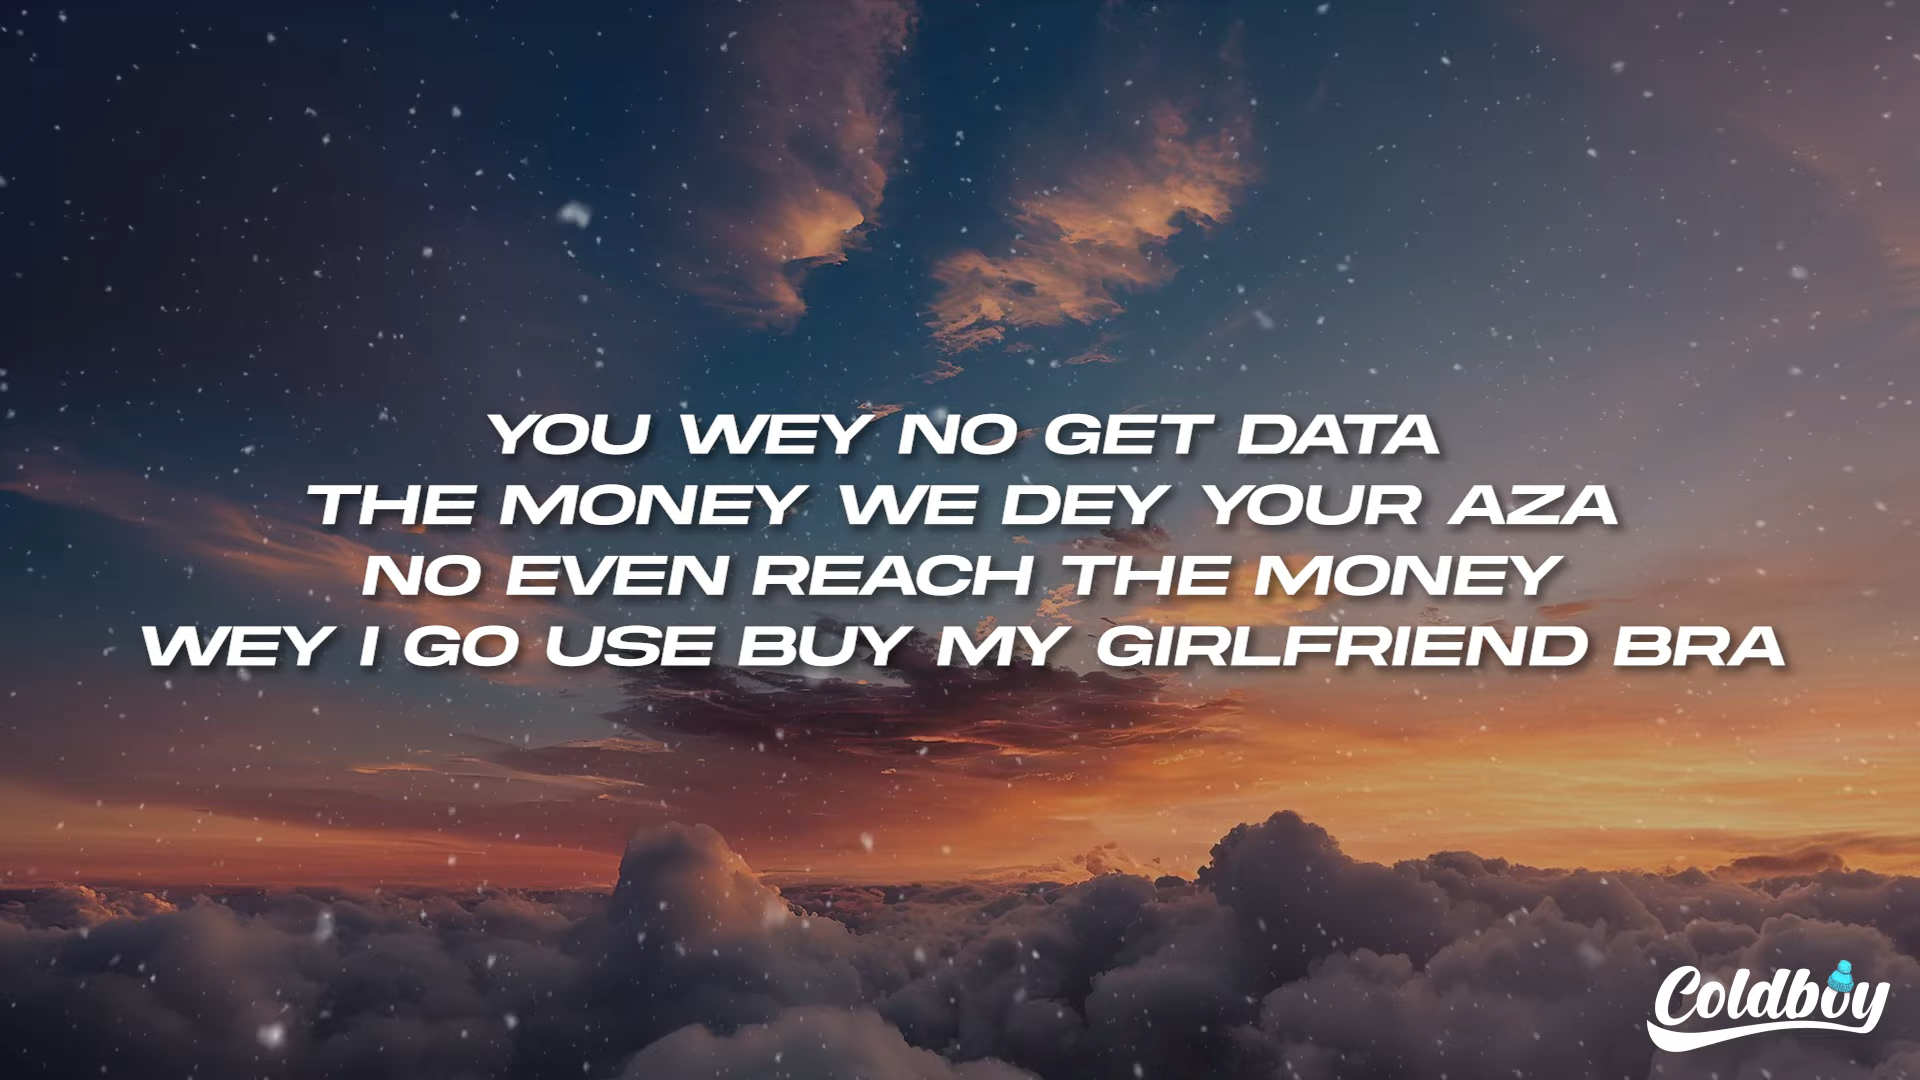 YOU WEY NO GET DATA
THE MONEY WE DEY YOUR AZA
NO EVEN REACH THE MONEY
WEY I GO USE BUY MY GIRLFRIEND BRA
Coldboy